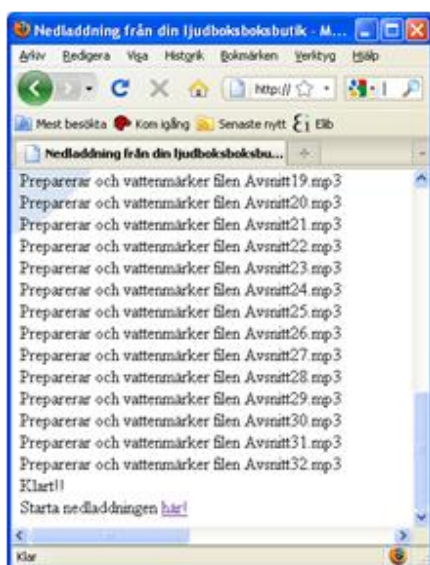 Nedladdning från din ljudboksboksbutik - M...
Arkiv Redigera Visa Historik Bokmärken Verktyg Hjälp
http://
Mest besökta Kom igång Senaste nytt Elib
Nedladdning från din ljudboksboksbu...
Preparerar och vattenmärker filen Avsnitt19.mp3
Preparerar och vattenmärker filen Avsnitt20.mp3
Preparerar och vattenmärker filen Avsnitt21.mp3
Preparerar och vattenmärker filen Avsnitt22.mp3
Preparerar och vattenmärker filen Avsnitt23.mp3
Preparerar och vattenmärker filen Avsnitt24.mp3
Preparerar och vattenmärker filen Avsnitt25.mp3
Preparerar och vattenmärker filen Avsnitt26.mp3
Preparerar och vattenmärker filen Avsnitt27.mp3
Preparerar och vattenmärker filen Avsnitt28.mp3
Preparerar och vattenmärker filen Avsnitt29.mp3
Preparerar och vattenmärker filen Avsnitt30.mp3
Preparerar och vattenmärker filen Avsnitt31.mp3
Preparerar och vattenmärker filen Avsnitt32.mp3
Klart!!
Starta nedladdningen här!
Klar